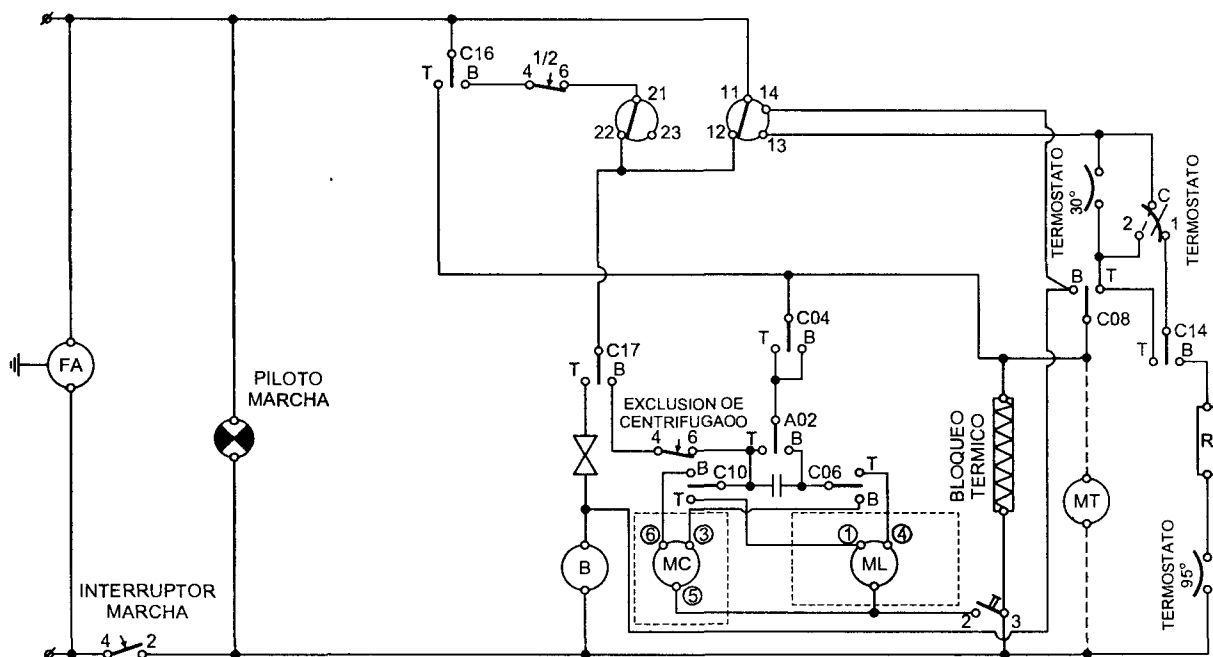 C16
1/2
T
B
4
6
21
22
23
11
14
12
13
TERMOSTATO
30°
C
2
1
TERMOSTATO
B
T
C08
C04
T
B
C14
T
B
FA
PILOTO
MARCHA
C17
T
B
EXCLUSION OE
CENTRIFUGAOO
4
6
A02
T
B
B
C10
T
C06
T
B
BLOQUEO
TERMICO
R
MT
6
3
MC
5
1
4
ML
B
2
3
TERMOSTATO
95°
INTERRUPTOR
MARCHA
4
2